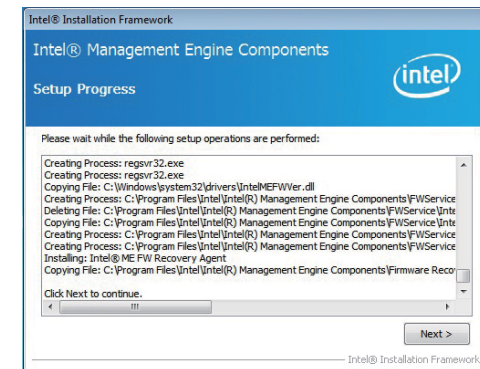 Intel® Installation Framework
Intel® Management Engine Components
intel
Setup Progress
Please wait while the following setup operations are performed:
Creating Process: regsvr32.exe
Creating Process: regsvr32.exe
Copying File: C:\Windows\system32\drivers\IntelMEFWVer.dll
Creating Process: C:\Program Files\Intel\Intel(R) Management Engine Components\FWService
Deleting File: C:\Program Files\Intel\Intel(R) Management Engine Components\FWService\Inte
Copying File: C:\Program Files\Intel\Intel(R) Management Engine Components\FWService\Inte
Creating Process: C:\Program Files\Intel\Intel(R) Management Engine Components\FWService
Creating Process: C:\Program Files\Intel\Intel(R) Management Engine Components\FWService
Installing: Intel® ME FW Recovery Agent
Copying File: C:\Program Files\Intel\Intel(R) Management Engine Components\Firmware Reco
Click Next to continue.
Next >
Intel® Installation Framework